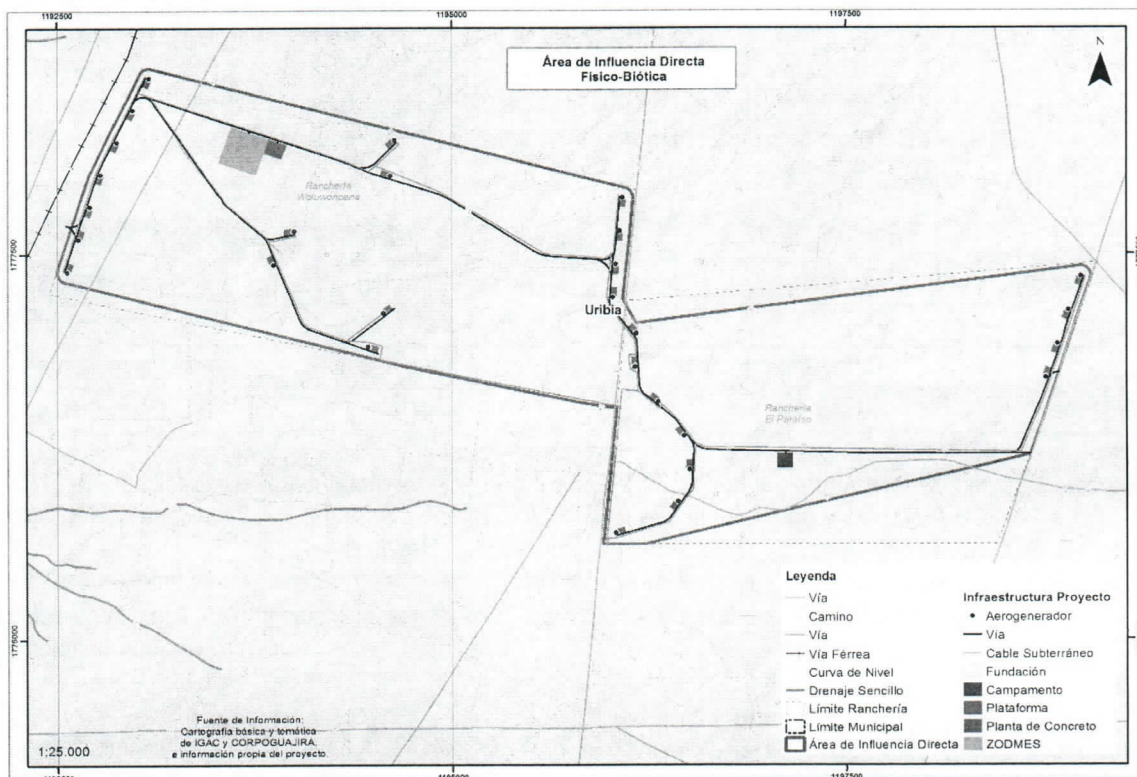 1192500
1195000
1197500
Área de Influencia Directa
Físico-Biótica
N
Ranchería
1777500
Uribia
Ranchería
El Paraíso
1775000
Leyenda
Vía
Camino
Vía
Vía Férrea
Curva de Nivel
Drenaje Sencillo
Límite Ranchería
Límite Municipal
Área de Influencia Directa
Infraestructura Proyecto
Aerogenerador
Vía
Cable Subterráneo
Fundación
Campamento
Plataforma
Planta de Concreto
ZODMES
Fuente de Información:
Cartografía básica y temática
de IGAC y CORPOGUAJIRA,
e información propia del proyecto.
1:25.000
1197500